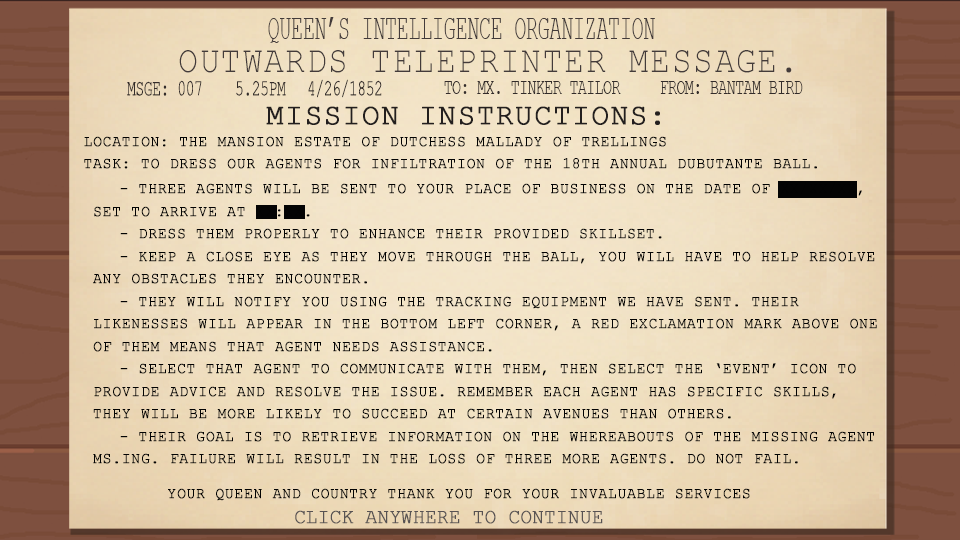 QUEEN'S INTELLIGENCE ORGANIZATION
OUTWARDS TELEPRINTER MESSAGE.
MSGE: 007 5.25PM 4/26/1852 TO: MX. TINKER TAILOR FROM: BANTAM BIRD
MISSION INSTRUCTIONS:
LOCATION: THE MANSION ESTATE OF DUTCHESS MALLADY OF TRELLINGS
TASK: TO DRESS OUR AGENTS FOR INFILTRATION OF THE 18TH ANNUAL DUBUTANTE BALL.
- THREE AGENTS WILL BE SENT TO YOUR PLACE OF BUSINESS ON THE DATE OF ,
SET TO ARRIVE AT : .
- DRESS THEM PROPERLY TO ENHANCE THEIR PROVIDED SKILLSET.
- KEEP A CLOSE EYE AS THEY MOVE THROUGH THE BALL, YOU WILL HAVE TO HELP RESOLVE
ANY OBSTACLES THEY ENCOUNTER.
- THEY WILL NOTIFY YOU USING THE TRACKING EQUIPMENT WE HAVE SENT. THEIR
LIKENESSES WILL APPEAR IN THE BOTTOM LEFT CORNER, A RED EXCLAMATION MARK ABOVE ONE
OF THEM MEANS THAT AGENT NEEDS ASSISTANCE.
- SELECT THAT AGENT TO COMMUNICATE WITH THEM, THEN SELECT THE 'EVENT' ICON TO
PROVIDE ADVICE AND RESOLVE THE ISSUE. REMEMBER EACH AGENT HAS SPECIFIC SKILLS,
THEY WILL BE MORE LIKELY TO SUCCEED AT CERTAIN AVENUES THAN OTHERS.
- THEIR GOAL IS TO RETRIEVE INFORMATION ON THE WHEREABOUTS OF THE MISSING AGENT
MS.ING. FAILURE WILL RESULT IN THE LOSS OF THREE MORE AGENTS. DO NOT FAIL.
YOUR QUEEN AND COUNTRY THANK YOU FOR YOUR INVALUABLE SERVICES
CLICK ANYWHERE TO CONTINUE